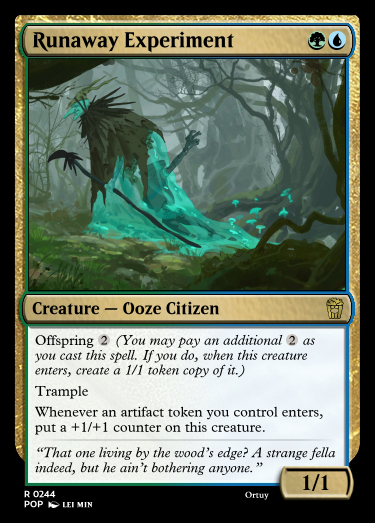 Runaway Experiment
Creature — Ooze Citizen
Offspring 2 (You may pay an additional 2 as
you cast this spell. If you do, when this creature
enters, create a 1/1 token copy of it.)
Trample
Whenever an artifact token you control enters,
put a +1/+1 counter on this creature.
“That one living by the wood’s edge? A strange fella
indeed, but he ain’t bothering anyone.”
1/1
R 0244
POP LEI MIN
Ortuy